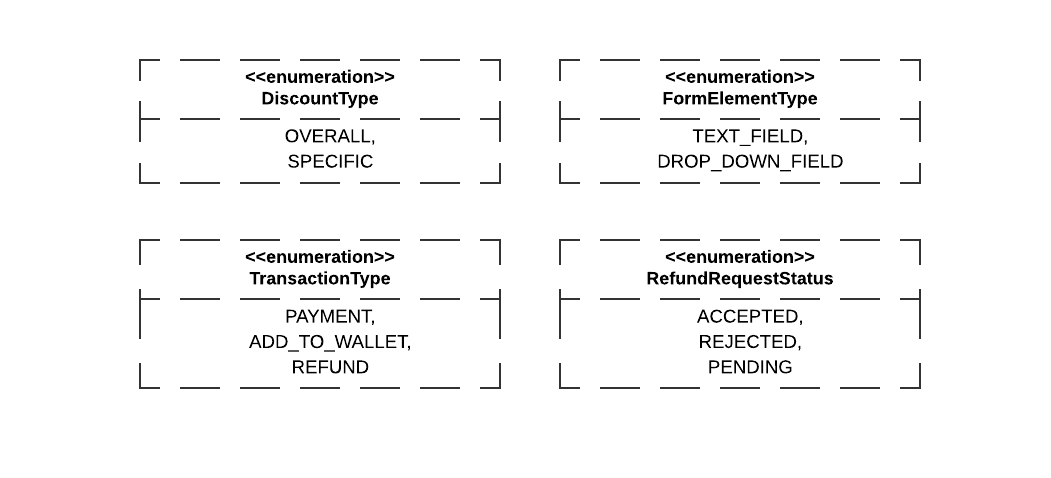 <<enumeration>>
DiscountType
OVERALL,
SPECIFIC
<<enumeration>>
FormElementType
TEXT_FIELD,
DROP_DOWN_FIELD
<<enumeration>>
TransactionType
PAYMENT,
ADD_TO_WALLET,
REFUND
<<enumeration>>
RefundRequestStatus
ACCEPTED,
REJECTED,
PENDING